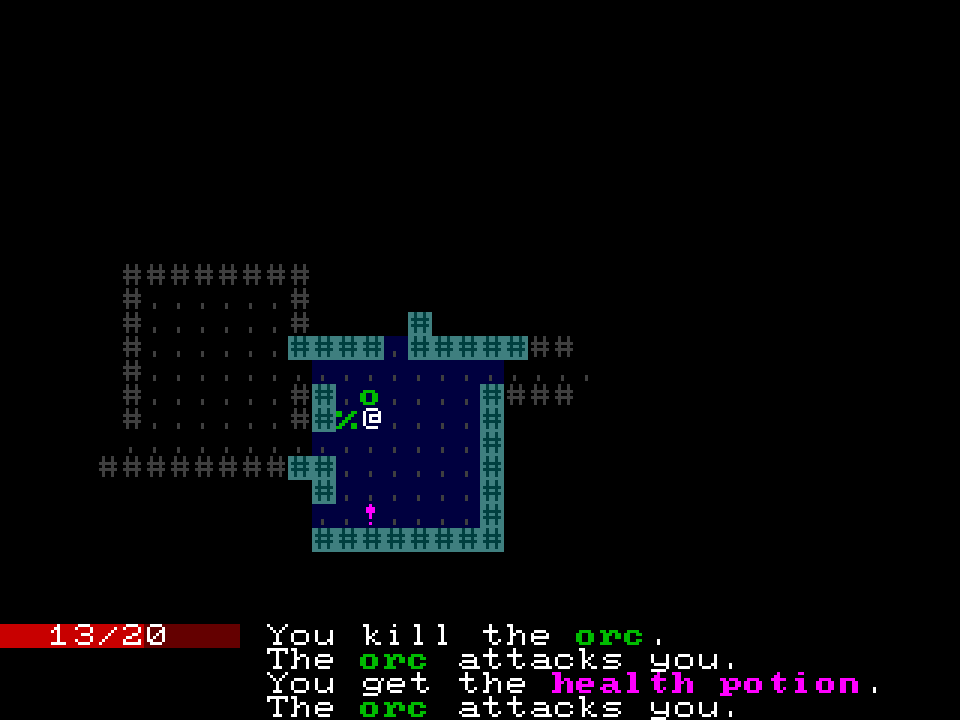 13/20
You kill the orc.
The orc attacks you.
You get the health potion.
The orc attacks you.